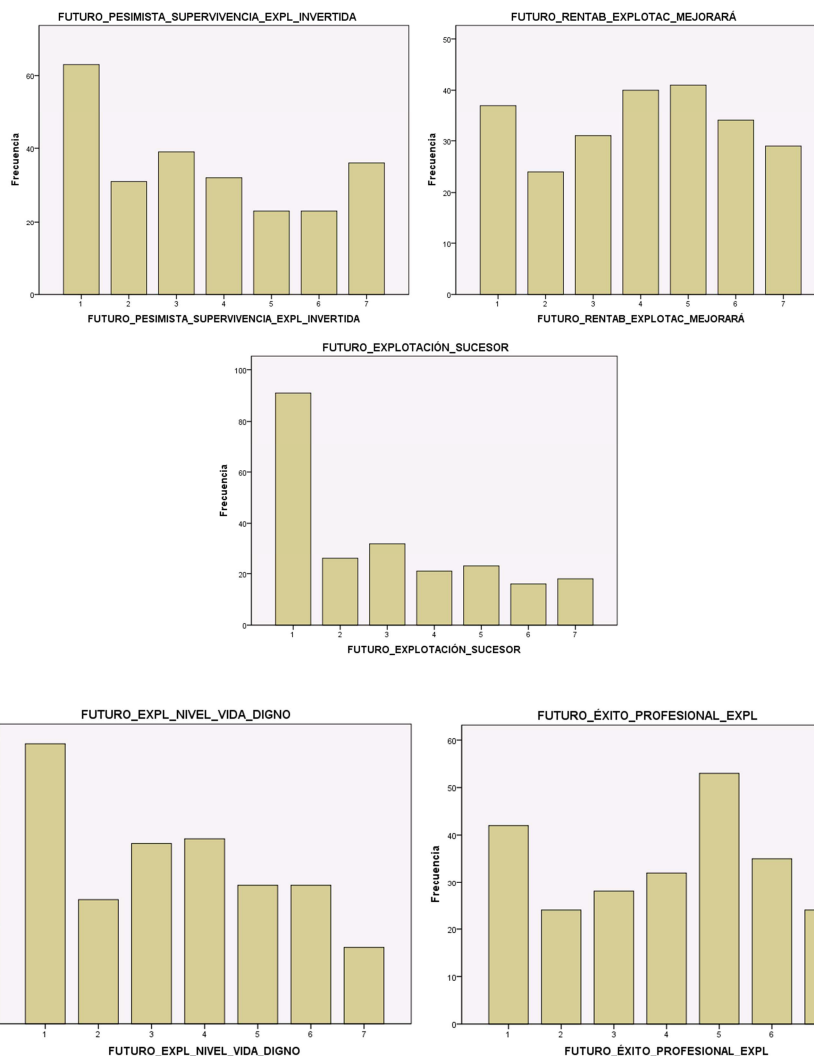 FUTURO_PESIMISTA_SUPERVIVENCIA_EXPL_INVERTIDA
Frecuencia
60
40
20
0
1 2 3 4 5 6 7
FUTURO_PESIMISTA_SUPERVIVENCIA_EXPL_INVERTIDA
FUTURO_RENTAB_EXPLOTAC_MEJORARÁ
Frecuencia
50
40
30
20
10
0
1 2 3 4 5 6 7
FUTURO_RENTAB_EXPLOTAC_MEJORARÁ
FUTURO_EXPLOTACIÓN_SUCESOR
Frecuencia
100
80
60
40
20
0
1 2 3 4 5 6 7
FUTURO_EXPLOTACIÓN_SUCESOR
FUTURO_EXPL_NIVEL_VIDA_DIGNO
1 2 3 4 5 6 7
FUTURO_EXPL_NIVEL_VIDA_DIGNO
FUTURO_ÉXITO_PROFESIONAL_EXPL
Frecuencia
60
50
40
30
20
10
0
1 2 3 4 5 6
FUTURO_ÉXITO_PROFESIONAL_EXPL